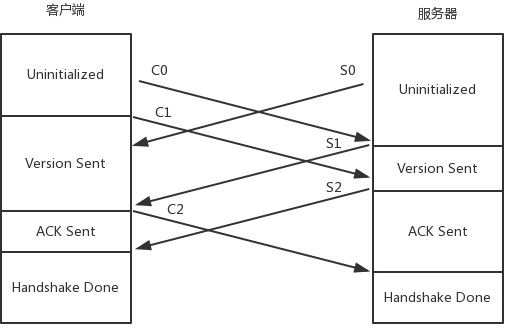 客户端
服务器
Uninitialized
C0
S0
Uninitialized
C1
Version Sent
S1
Version Sent
S2
C2
ACK Sent
ACK Sent
Handshake Done
Handshake Done